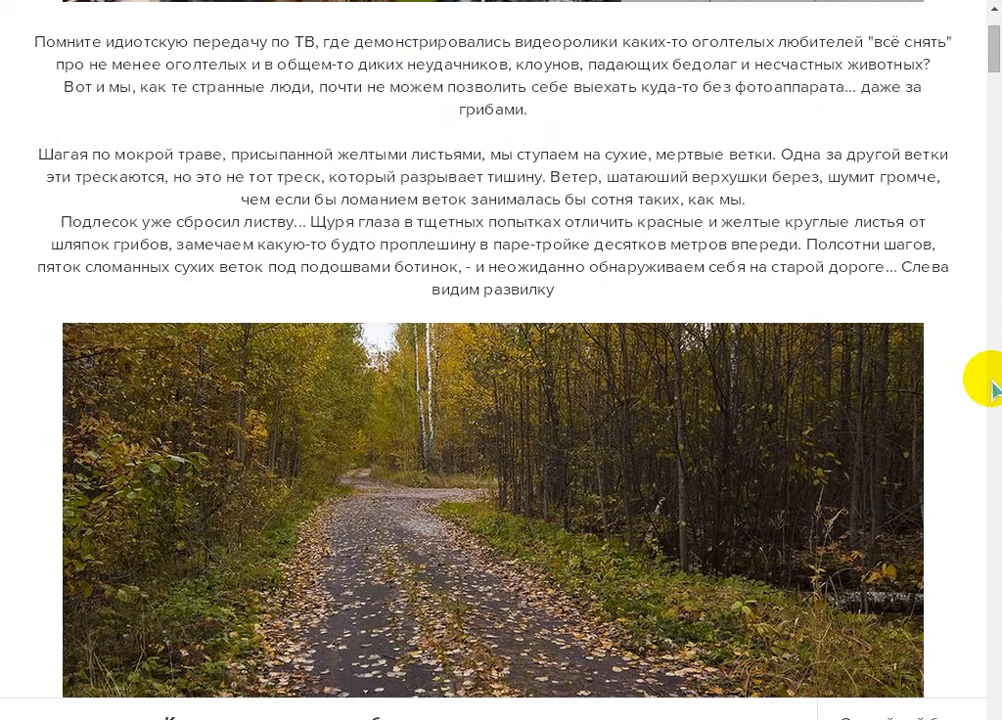 Помните идиотскую передачу по ТВ, где демонстрировались видеоролики каких-то оголтелых любителей "всё снять"
про не менее оголтелых и в общем-то диких неудачников, клоунов, падающих бедолаг и несчастных животных?
Вот и мы, как те странные люди, почти не можем позволить себе выехать куда-то без фотоаппарата... даже за
грибами.
Шагая по мокрой траве, присыпанной желтыми листьями, мы ступаем на сухие, мертвые ветки. Одна за другой ветки
эти трескаются, но это не тот треск, который разрывает тишину. Ветер, шатаюший верхушки берез, шумит громче,
чем если бы ломанием веток занималась бы сотня таких, как мы.
Подлесок уже сбросил листву... Щуря глаза в тщетных попытках отличить красные и желтые круглые листья от
шляпок грибов, замечаем какую-то будто проплешину в паре-тройке десятков метров впереди. Полсотни шагов,
пяток сломанных сухих веток под подошвами ботинок, - и неожиданно обнаруживаем себя на старой дороге... Слева
видим развилку